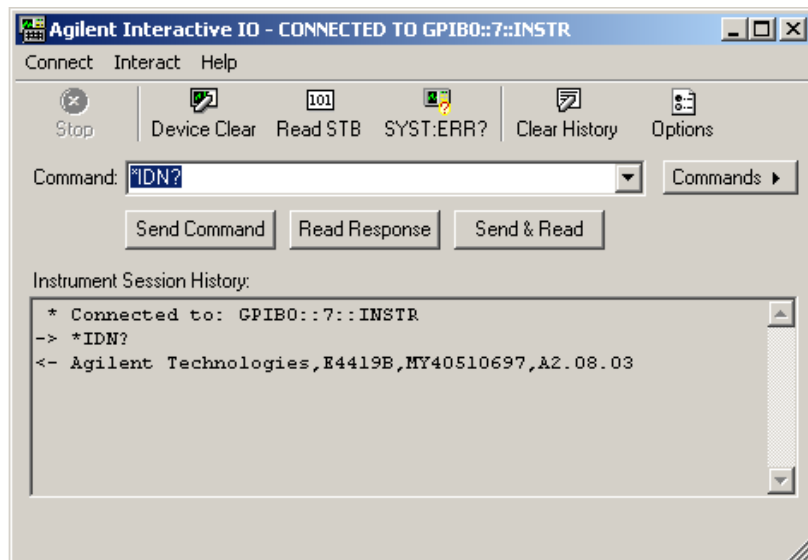 Agilent Interactive IO - CONNECTED TO GPIB0::7::INSTR
Connect Interact Help
101
Stop Device Clear Read STB SYST:ERR? Clear History Options
Command: *IDN? Commands
Send Command Read Response Send & Read
Instrument Session History:
* Connected to: GPIB0::7::INSTR
-> *IDN?
<- Agilent Technologies,E4419B,MY40510697,A2.08.03